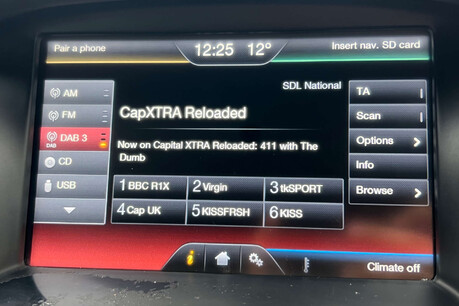 Pair a phone
12:25 12°
Insert nav. SD card
SDL National
AM
FM
DAB 3
DAB
CD
USB
CapXTRA Reloaded
Now on Capital XTRA Reloaded: 411 with The
Dumb
TA
Scan
Options
Info
Browse
1 BBC R1X
2 Virgin
3 tkSPORT
4 Cap UK
5 KISSFRSH
6 KISS
i
Climate off